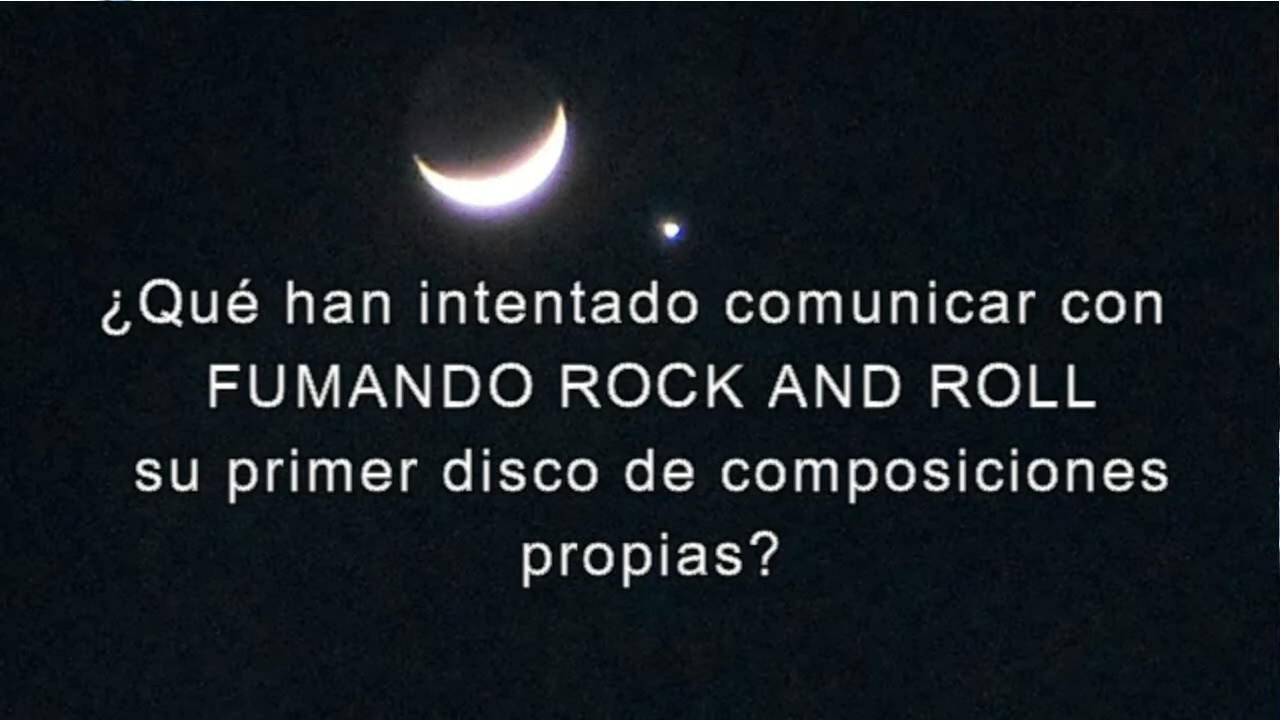 ¿Qué han intentado comunicar con
FUMANDO ROCK AND ROLL
su primer disco de composiciones
propias?